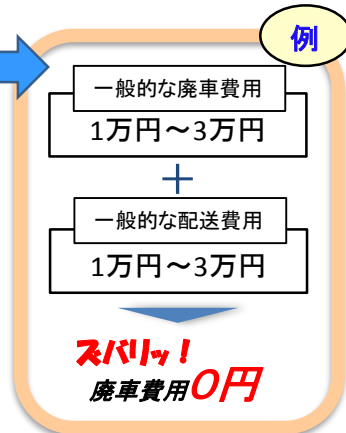 例
一般的な廃車費用
1万円～3万円
＋
一般的な配送費用
1万円～3万円
ズバリッ！
廃車費用0円